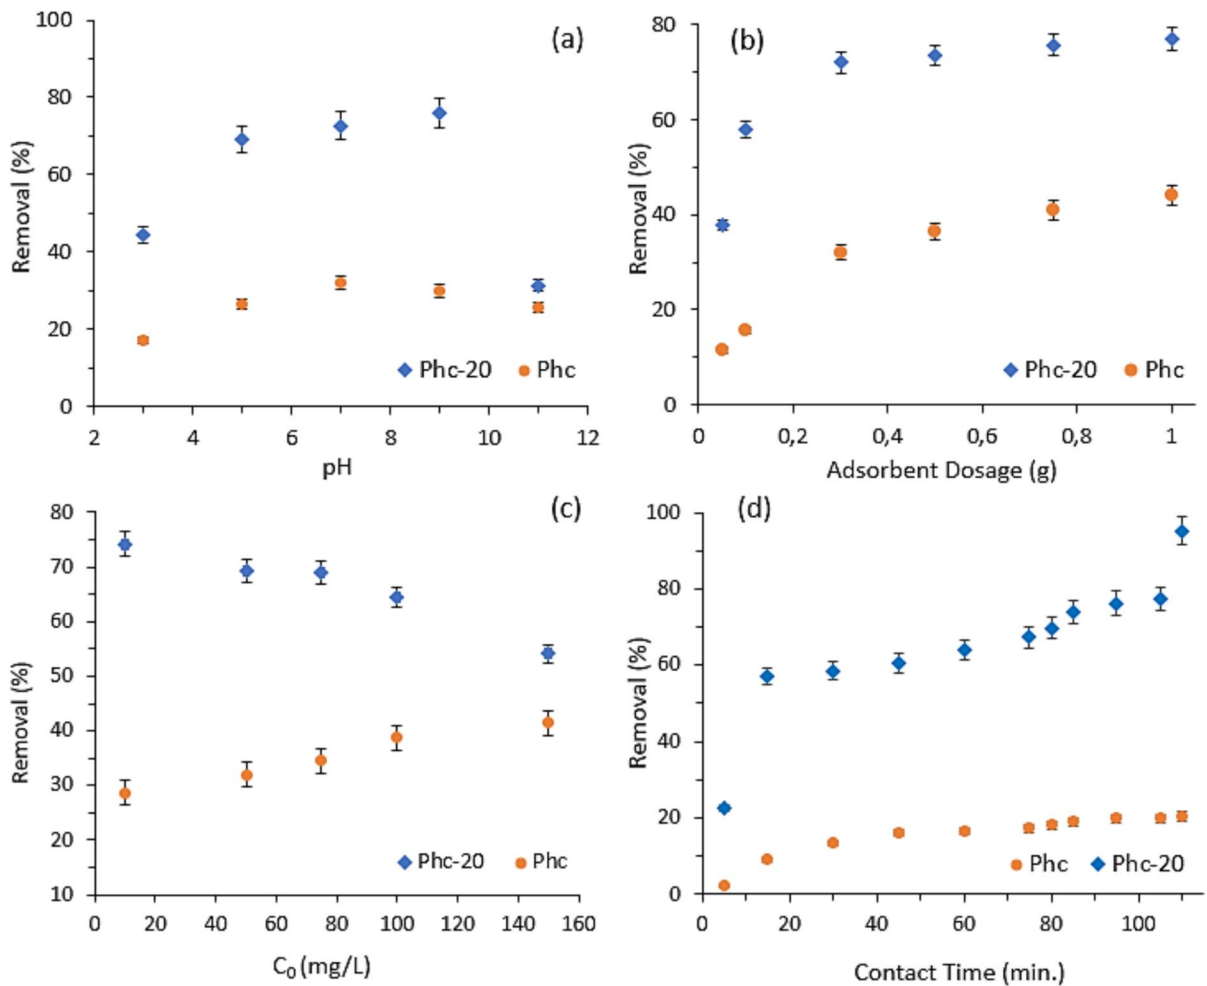 (a)
100
80
60
40
20
0
Removal (%)
Phc-20 Phc
2 4 6 8 10 12
pH
(b)
80
60
40
20
0
Removal (%)
Phc-20 Phc
0 0,2 0,4 0,6 0,8 1
Adsorbent Dosage (g)
(c)
80
70
60
50
40
30
20
10
Removal (%)
Phc-20 Phc
0 20 40 60 80 100 120 140 160
C₀ (mg/L)
(d)
100
80
60
40
20
0
Removal (%)
Phc Phc-20
0 20 40 60 80 100
Contact Time (min.)